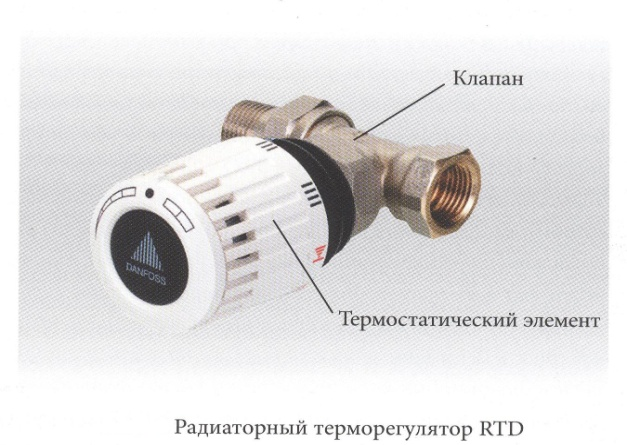 Клапан
DANFOSS
Термостатический элемент
Радиаторный терморегулятор RTD